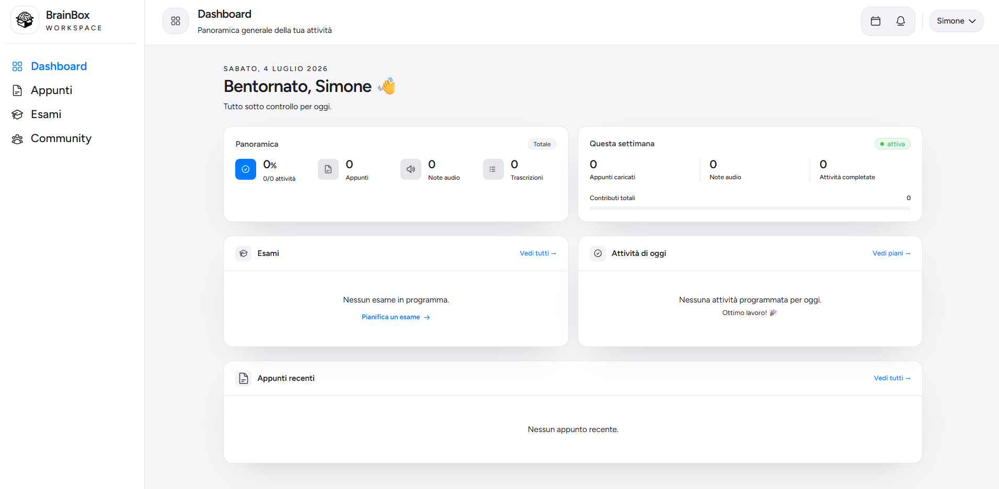 BrainBox
WORKSPACE
Dashboard
Appunti
Esami
Community
Dashboard
Panoramica generale della tua attività
Simone
SABATO, 4 LUGLIO 2026
Bentornato, Simone 👋
Tutto sotto controllo per oggi.
Panoramica
Totale
0%
0/0 attività
0
Appunti
0
Note audio
0
Trascrizioni
Questa settimana
attiva
0
Appunti caricati
0
Note audio
0
Attività completate
Contributi totali
0
Esami
Vedi tutti →
Nessun esame in programma.
Pianifica un esame →
Attività di oggi
Vedi piani →
Nessuna attività programmata per oggi.
Ottimo lavoro! 🎉
Appunti recenti
Vedi tutti →
Nessun appunto recente.